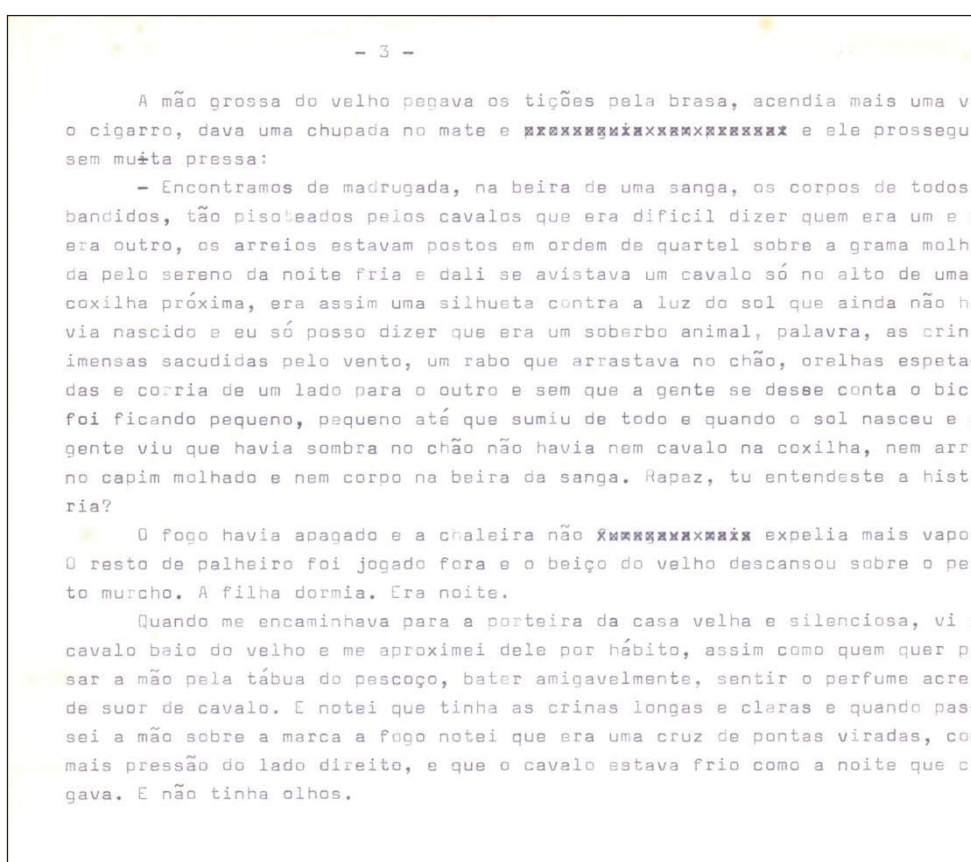 - 3 -
A mão grossa do velho pegava os tições pela brasa, acendia mais uma v
o cigarro, dava uma chupada no mate e e ele prossegu
sem muita pressa:
- Encontramos de madrugada, na beira de uma sanga, os corpos de todos
bandidos, tão pisoteados pelos cavalos que era dificil dizer quem era um e
era outro, os arreios estavam postos em ordem de quartel sobre a grama molh
da pelo sereno da noite fria e dali se avistava um cavalo só no alto de uma
coxilha próxima, era assim uma silhueta contra a luz do sol que ainda não h
via nascido e eu só posso dizer que era um soberbo animal, palavra, as crin
imensas sacudidas pelo vento, um rabo que arrastava no chão, orelhas espeta
das e corria de um lado para o outro e sem que a gente se desse conta o bic
foi ficando pequeno, pequeno até que sumiu de todo e quando o sol nasceu e
gente viu que havia sombra no chão não havia nem cavalo na coxilha, nem arr
no capim molhado e nem corpo na beira da sanga. Rapaz, tu entendeste a hist
ria?
O fogo havia apagado e a chaleira não expelia mais vapo
O resto de palheiro foi jogado fora e o beiço do velho descansou sobre o pe
to murcho. A filha dormia. Era noite.
Quando me encaminhava para a porteira da casa velha e silenciosa, vi
cavalo baio do velho e me aproximei dele por hábito, assim como quem quer p
sar a mão pela tábua do pescoço, bater amigavelmente, sentir o perfume acre
de suor de cavalo. E notei que tinha as crinas longas e claras e quando pas
sei a mão sobre a marca a fogo notei que era uma cruz de pontas viradas, co
mais pressão do lado direito, e que o cavalo estava frio como a noite que c
gava. E não tinha olhos.